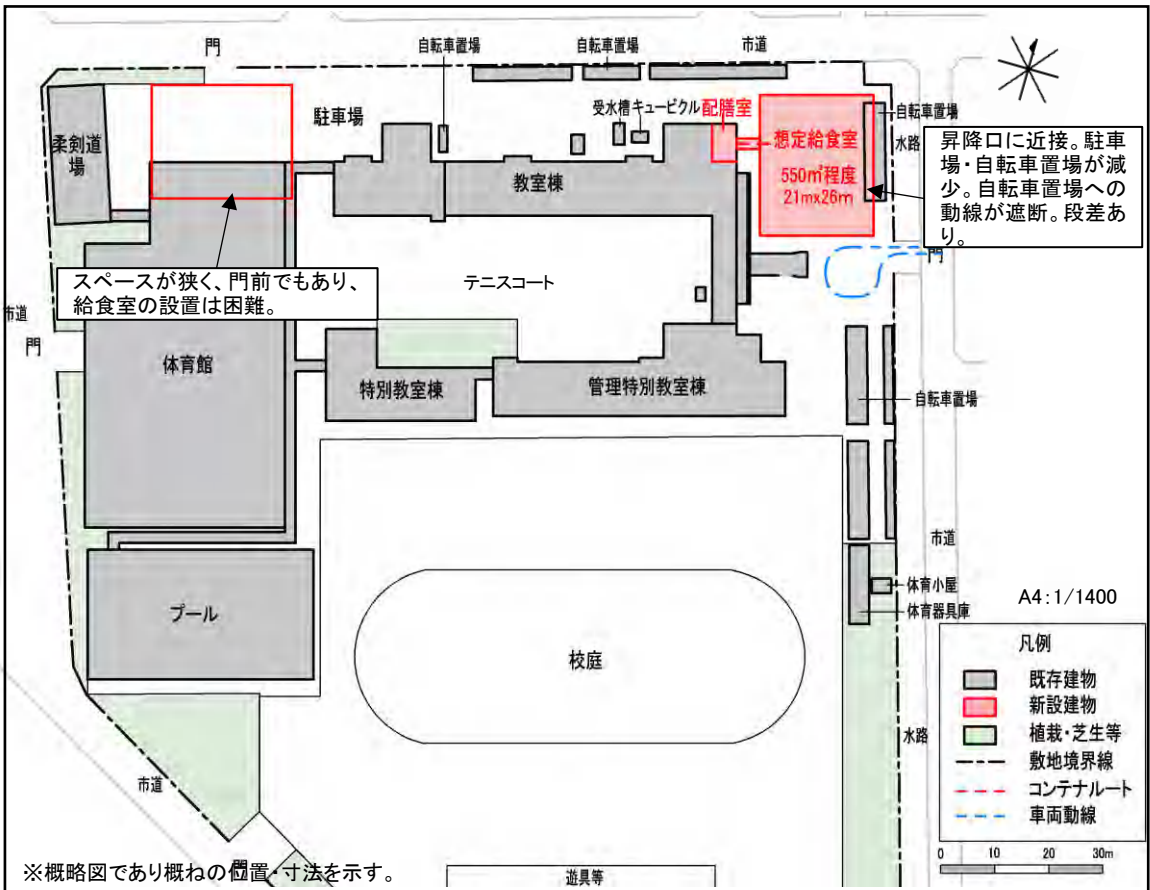 門
自転車置場
自転車置場
市道
柔剣道
場
駐車場
受水槽
キュービクル
配膳室
自転車置場
水路
想定給食室
550㎡程度
21mx26m
教室棟
昇降口に近接。駐車
場・自転車置場が減
少。自転車置場への
動線が遮断。段差あ
り。
門
スペースが狭く、門前でもあり、
給食室の設置は困難。
テニスコート
市道
門
体育館
特別教室棟
管理特別教室棟
自転車置場
市道
体育小屋
体育器具庫
プール
校庭
水路
市道
門
A4:1/1400
凡例
既存建物
新設建物
植栽・芝生等
敷地境界線
コンテナルート
車両動線
0 10 20 30m
※概略図であり概ねの位置・寸法を示す。
遊具等